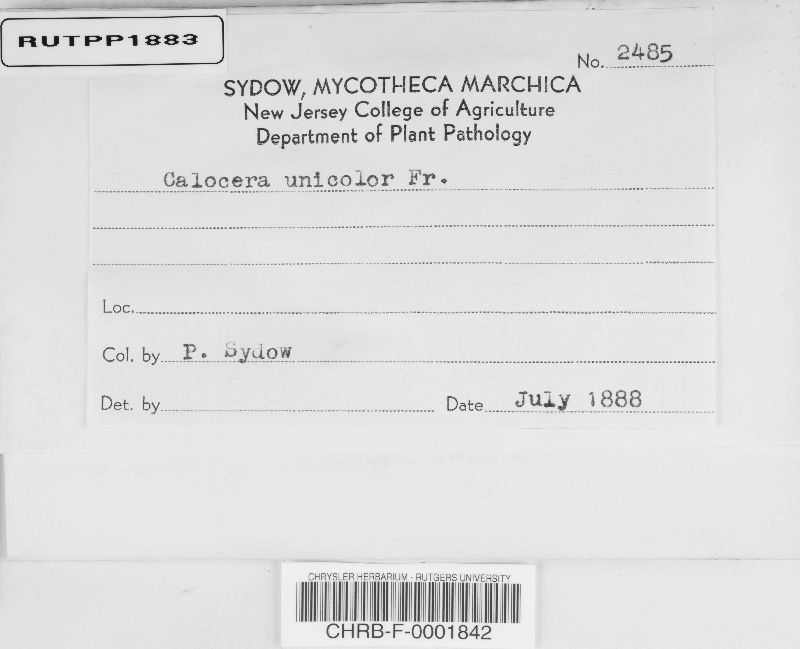 RUTPP1883
No. 2485
SYDOW, MYCOTHECA MARCHICA
New Jersey College of Agriculture
Department of Plant Pathology
Calocera unicolor Fr.
Loc.
Col. by P. Sydow
Det. by Date July 1888
CHRYSLER HERBARIUM - RUTGERS UNIVERSITY
CHRB-F-0001842